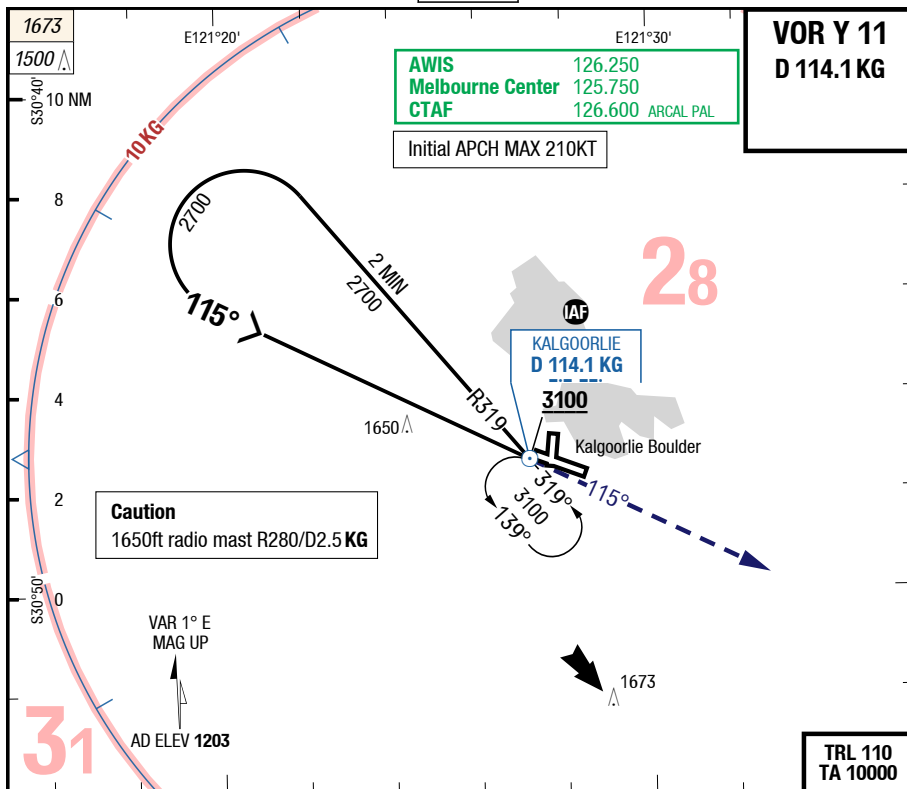 1673
1500
E121°20'
E121°30'
VOR Y 11
D 114.1 KG
AWIS 126.250
Melbourne Center 125.750
CTAF 126.600 ARCAL PAL
Initial APCH MAX 210KT
S30°40'
10 NM
10 KG
8
6
4
2
0
2700
2 MIN
2700
115°
28
IAF
KALGOORLIE
D 114.1 KG
3100
R319
1650
Kalgoorlie Boulder
319°
3100
139°
115°
Caution
1650ft radio mast R280/D2.5 KG
S30°50'
VAR 1° E
MAG UP
AD ELEV 1203
31
1673
TRL 110
TA 10000